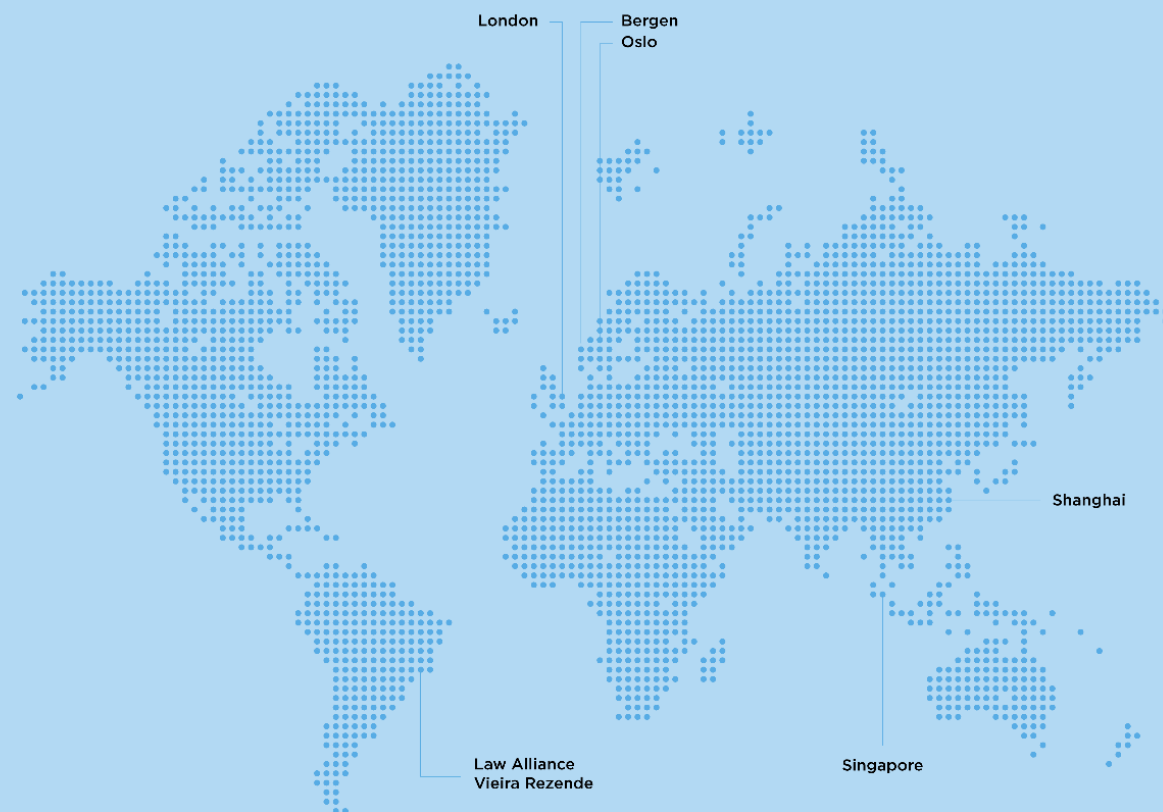 London
Bergen
Oslo
Shanghai
Law Alliance
Vieira Rezende
Singapore